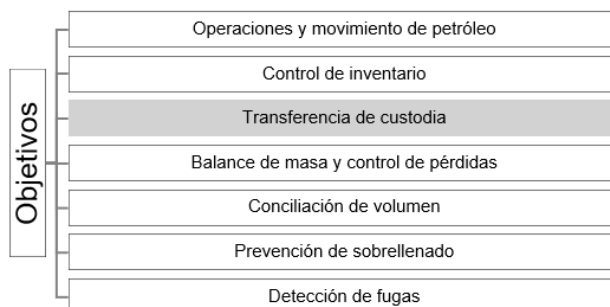 Objetivos
Operaciones y movimiento de petróleo
Control de inventario
Transferencia de custodia
Balance de masa y control de pérdidas
Conciliación de volumen
Prevención de sobrellenado
Detección de fugas